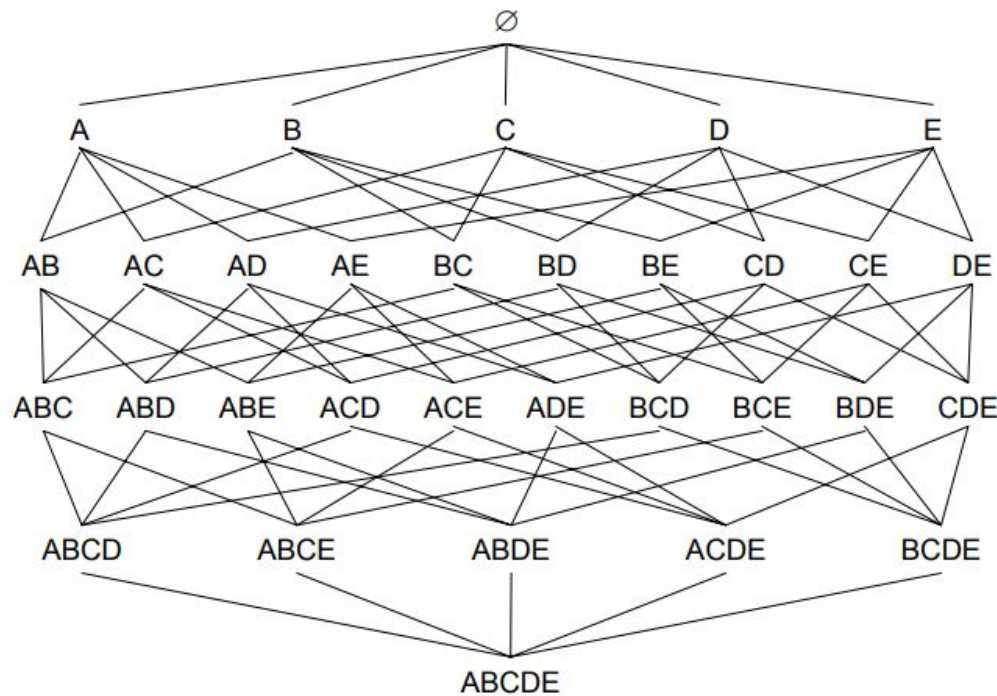 ∅
A B C D E
AB AC AD AE BC BD BE CD CE DE
ABC ABD ABE ACD ACE ADE BCD BCE BDE CDE
ABCD ABCE ABDE ACDE BCDE
ABCDE